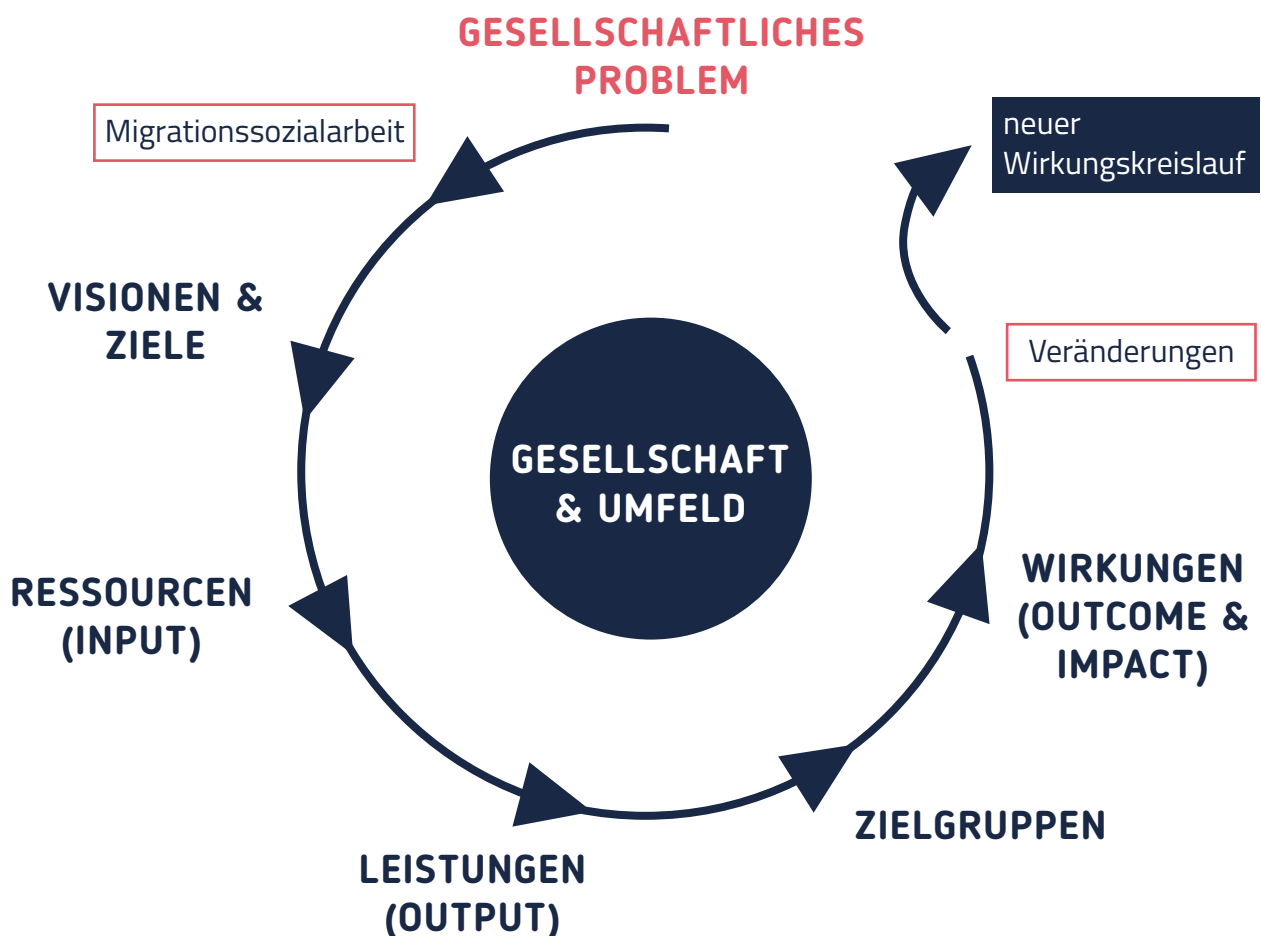 GESELLSCHAFTLICHES
PROBLEM
Migrationssozialarbeit
neuer
Wirkungskreislauf
VISIONEN &
ZIELE
Veränderungen
GESELLSCHAFT
& UMFELD
RESSOURCEN
(INPUT)
WIRKUNGEN
(OUTCOME &
IMPACT)
ZIELGRUPPEN
LEISTUNGEN
(OUTPUT)